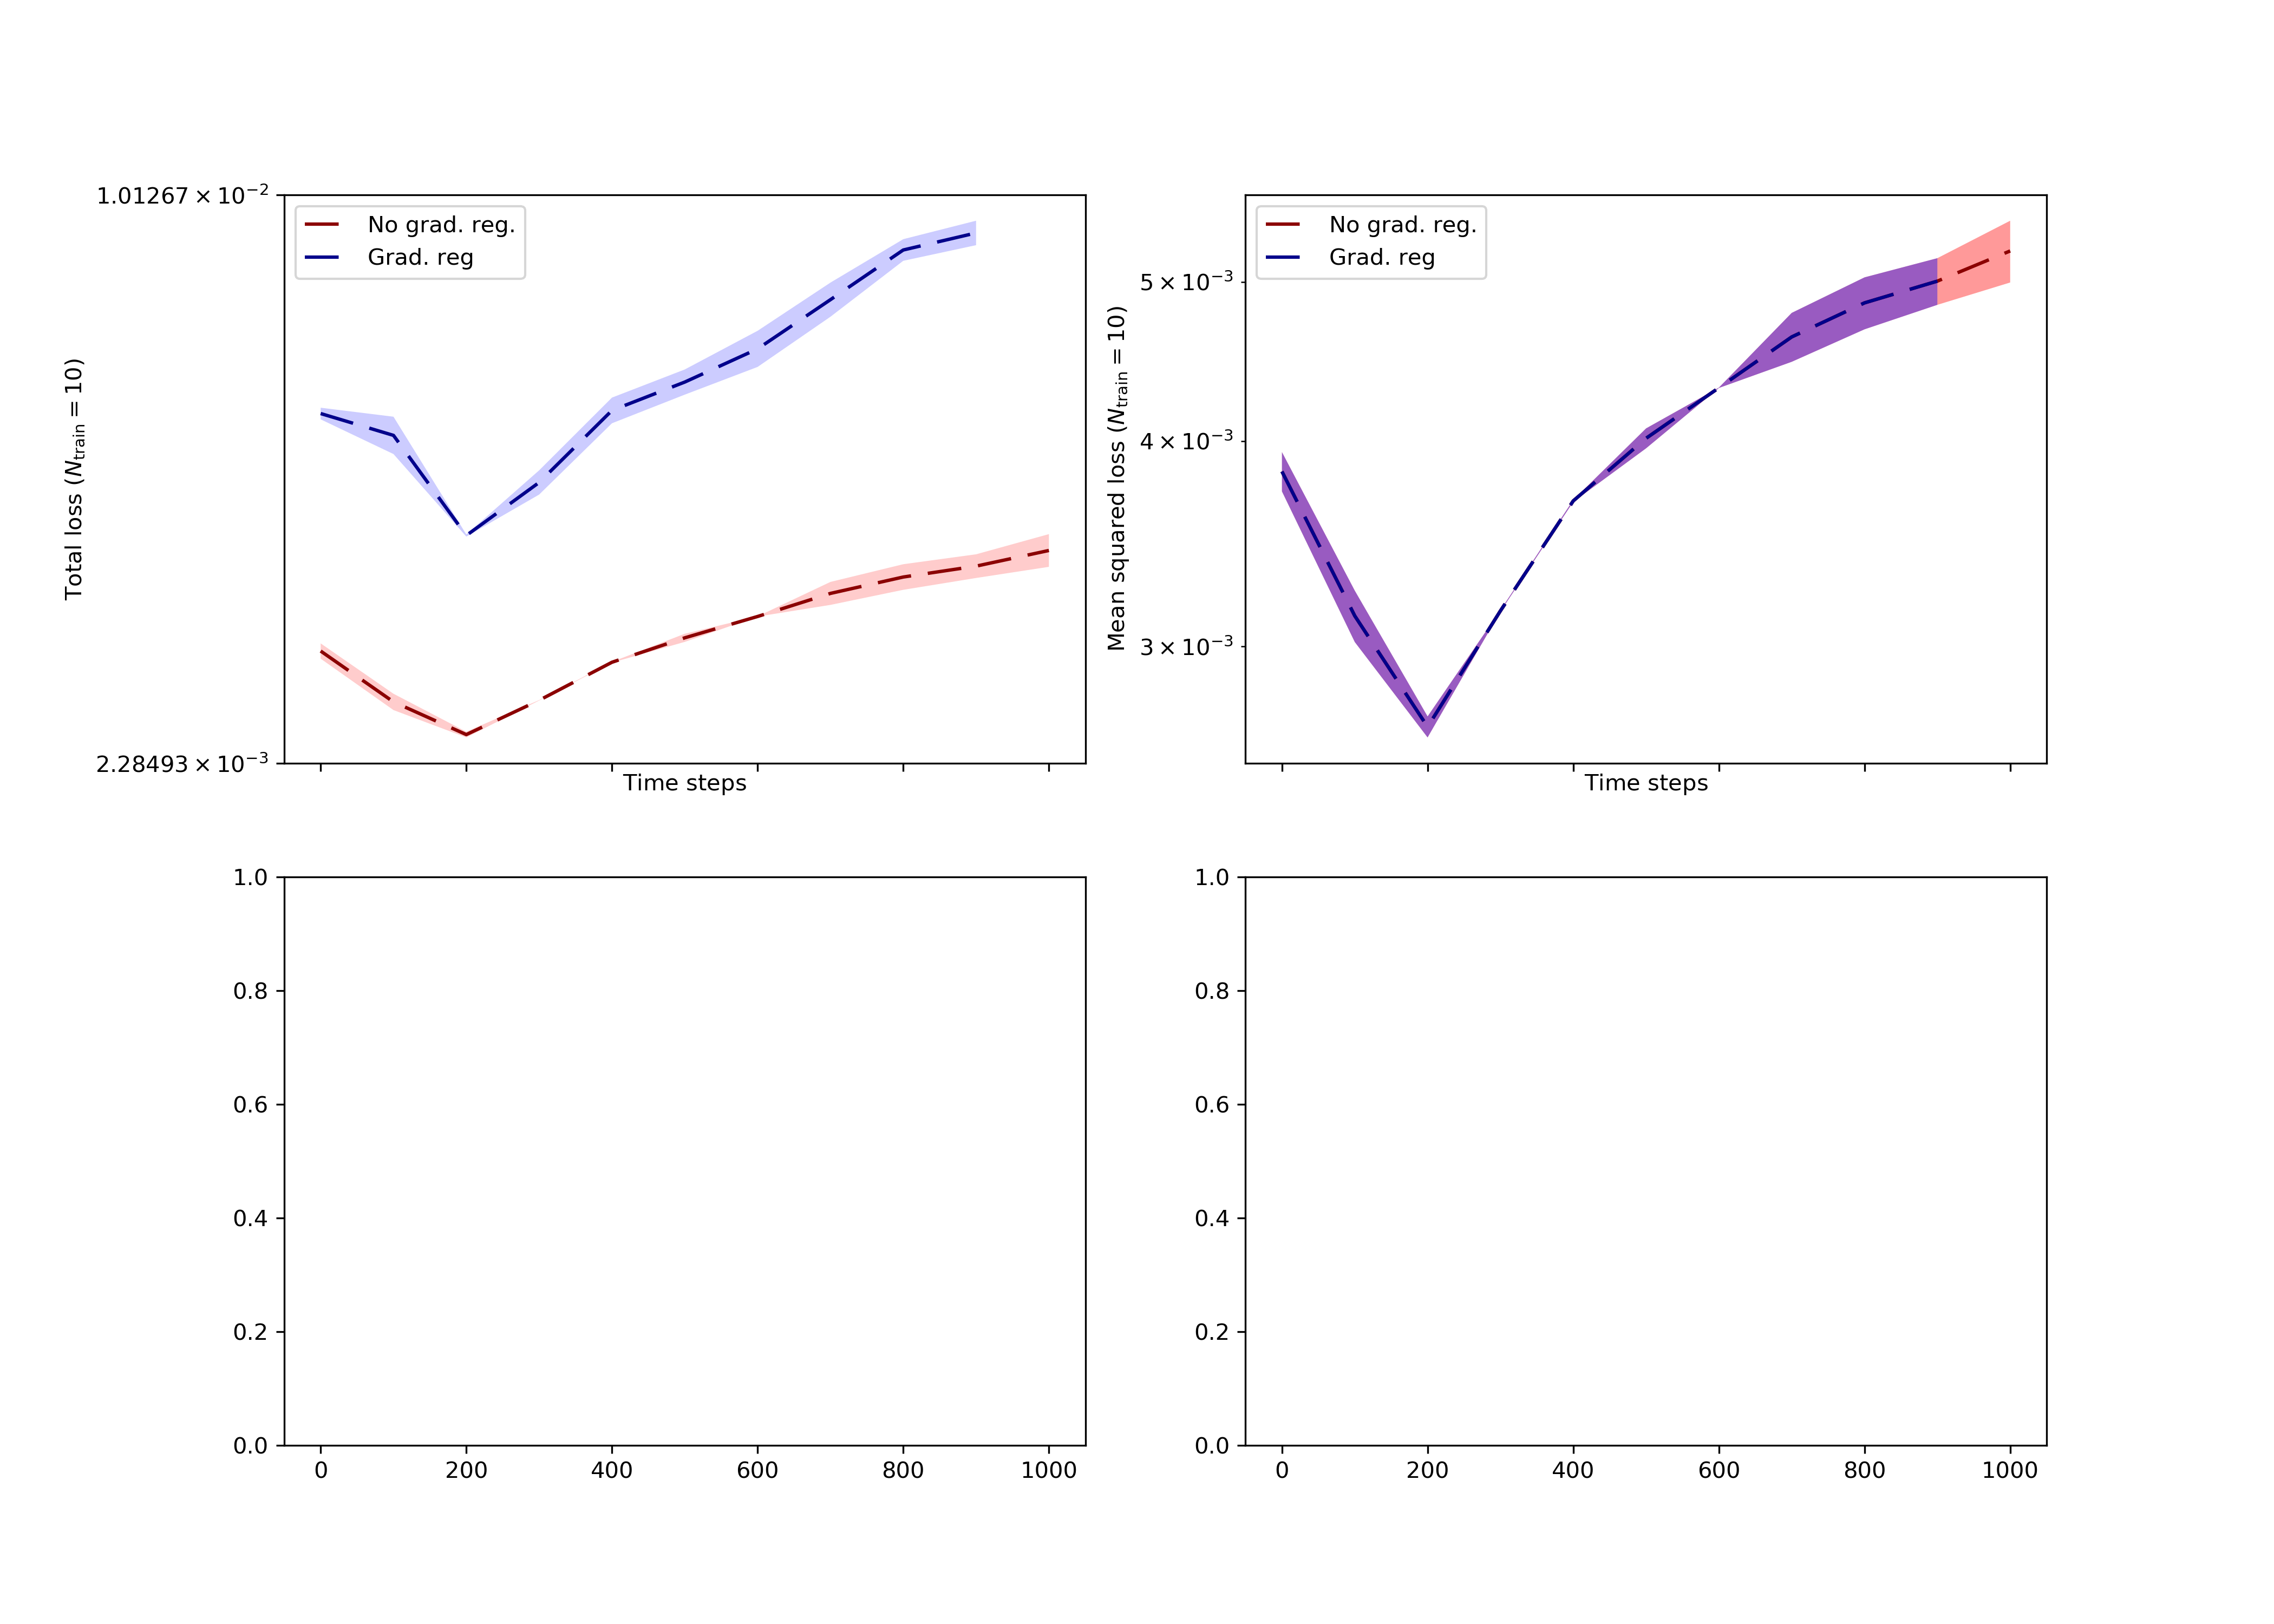 1.01267 × 10⁻²
2.28493 × 10⁻³
Total loss (N_train = 10)
No grad. reg.
Grad. reg
Time steps
5 × 10⁻³
4 × 10⁻³
3 × 10⁻³
Mean squared loss (N_train = 10)
No grad. reg.
Grad. reg
Time steps
1.0
0.8
0.6
0.4
0.2
0.0
0 200 400 600 800 1000
1.0
0.8
0.6
0.4
0.2
0.0
0 200 400 600 800 1000